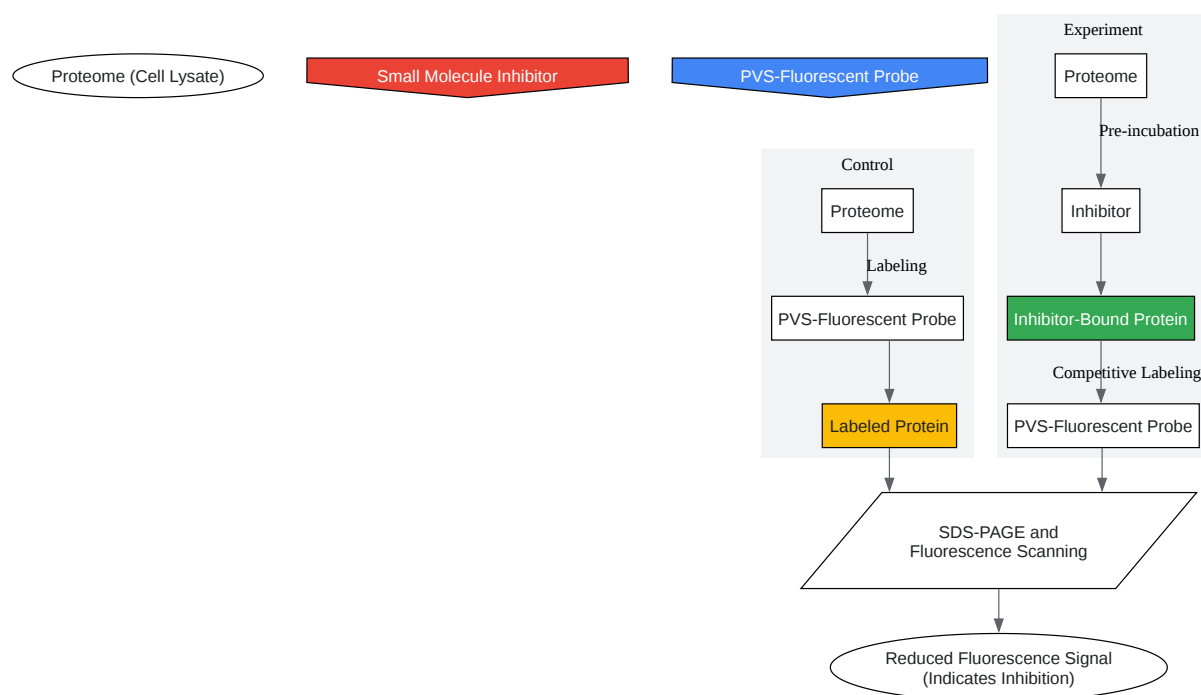 Proteome (Cell Lysate)
Small Molecule Inhibitor
PVS-Fluorescent Probe
Experiment
Proteome
Pre-incubation
Inhibitor
Inhibitor-Bound Protein
Competitive Labeling
PVS-Fluorescent Probe
Control
Proteome
Labeling
PVS-Fluorescent Probe
Labeled Protein
SDS-PAGE and
Fluorescence Scanning
Reduced Fluorescence Signal
(Indicates Inhibition)